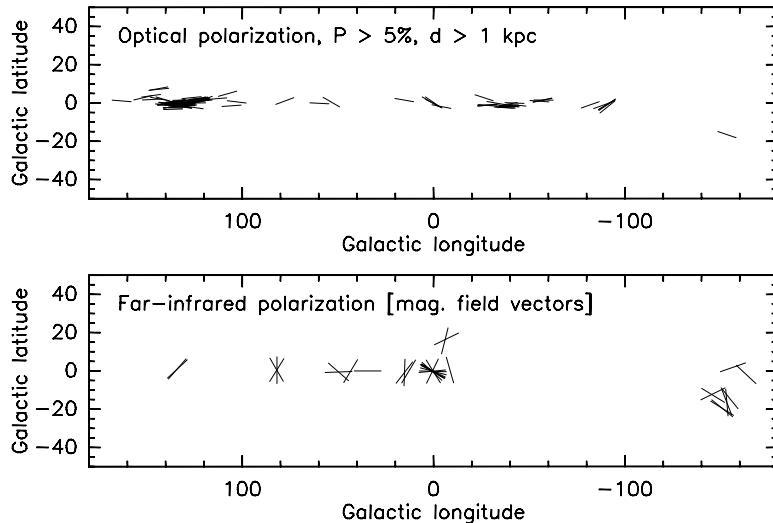 40
20
0
−20
−40
Galactic latitude
Optical polarization, P > 5%, d > 1 kpc
100 0 −100
Galactic longitude
40
20
0
−20
−40
Galactic latitude
Far−infrared polarization [mag. field vectors]
100 0 −100
Galactic longitude